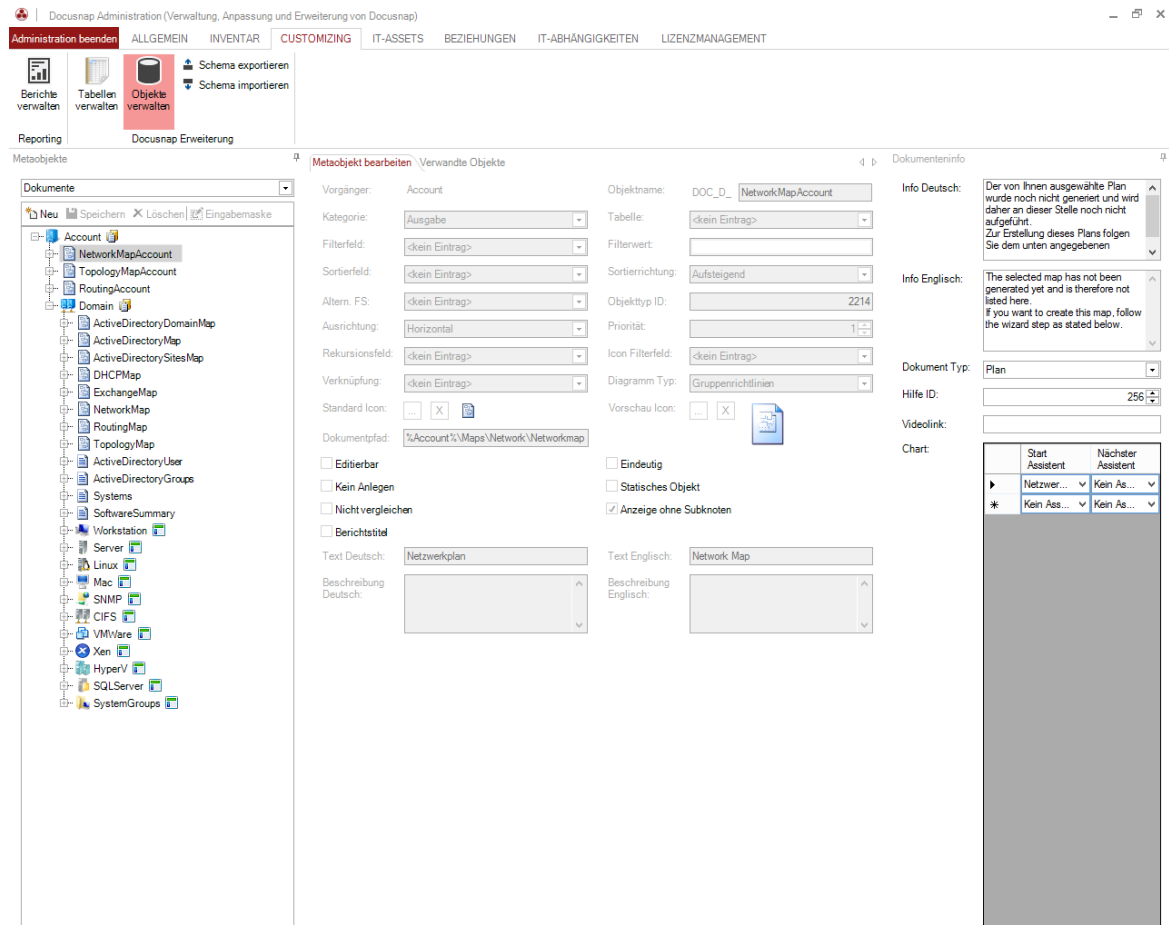 Docusnap Administration (Verwaltung, Anpassung und Erweiterung von Docusnap)
Administration beenden ALLGEMEIN INVENTAR CUSTOMIZING IT-ASSETS BEZIEHUNGEN IT-ABHÄNGIGKEITEN LIZENZMANAGEMENT
Berichte verwalten
Tabellen verwalten
Objekte verwalten
Schema exportieren
Schema importieren
Reporting
Docusnap Erweiterung
Metaobjekte
Dokumente
Neu Speichern Löschen Eingabemaske
Account
NetworkMapAccount
TopologyMapAccount
RoutingAccount
Domain
ActiveDirectoryDomainMap
ActiveDirectoryMap
ActiveDirectorySitesMap
DHCPMap
ExchangeMap
NetworkMap
RoutingMap
TopologyMap
ActiveDirectoryUser
ActiveDirectoryGroups
Systems
SoftwareSummary
Workstation
Server
Linux
Mac
SNMP
CIFS
VMWare
Xen
HyperV
SQLServer
SystemGroups
Metaobjekt bearbeiten Verwandte Objekte
Vorgänger: Account Objektname: DOC_D_ NetworkMapAccount
Kategorie: Ausgabe Tabelle: <kein Eintrag>
Filterfeld: <kein Eintrag> Filterwert:
Sortierfeld: <kein Eintrag> Sortierrichtung: Aufsteigend
Altern. FS: <kein Eintrag> Objekttyp ID: 2214
Ausrichtung: Horizontal Priorität: 1
Rekursionsfeld: <kein Eintrag> Icon Filterfeld: <kein Eintrag>
Verknüpfung: <kein Eintrag> Diagramm Typ: Gruppenrichtlinien
Standard Icon: ... X Vorschau Icon: ... X
Dokumentpfad: %Account%\Maps\Network\Networkmap
Editierbar Eindeutig
Kein Anlegen Statisches Objekt
Nicht vergleichen Anzeige ohne Subknoten
Berichtstitel
Text Deutsch: Netzwerkplan Text Englisch: Network Map
Beschreibung Deutsch: Beschreibung Englisch:
Dokumenteninfo
Info Deutsch:
Der von Ihnen ausgewählte Plan
wurde noch nicht generiert und wird
daher an dieser Stelle noch nicht
aufgeführt.
Zur Erstellung dieses Plans folgen
Sie dem unten angegebenen
Info Englisch:
The selected map has not been
generated yet and is therefore not
listed here.
If you want to create this map, follow
the wizard step as stated below.
Dokument Typ: Plan
Hilfe ID: 256
Videolink:
Chart:
Start Assistent Nächster Assistent
Netzwer... Kein As...
Kein Ass... Kein As...